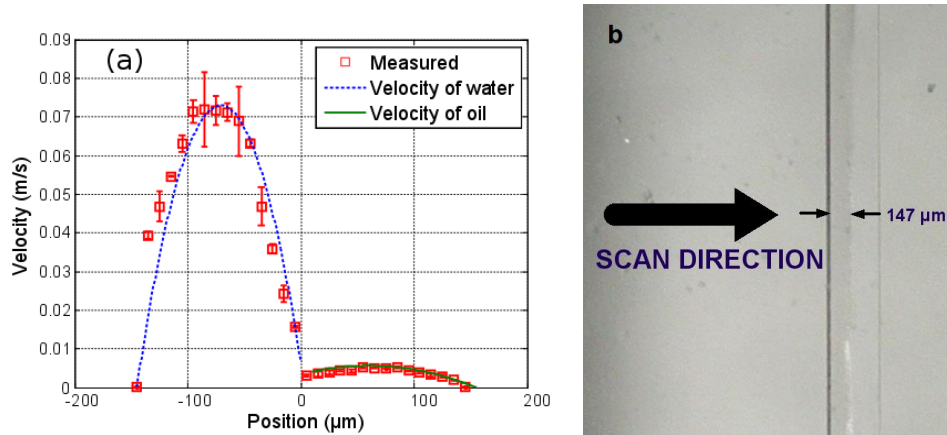 (a)
Measured
Velocity of water
Velocity of oil
0.09
0.08
0.07
0.06
0.05
0.04
0.03
0.02
0.01
0
-200
-100
0
100
200
Velocity (m/s)
Position (μm)
b
147 μm
SCAN DIRECTION